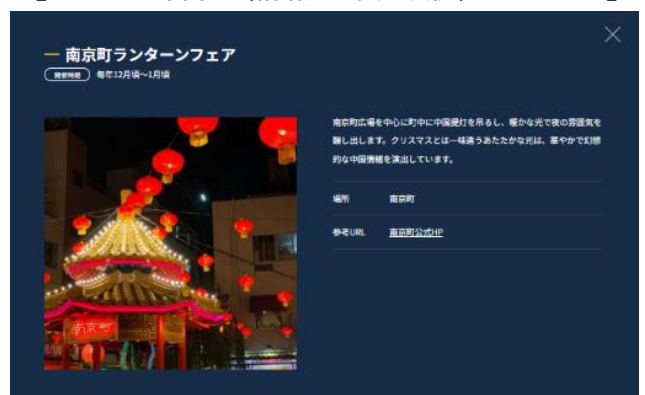 南京町ランターンフェア
開催時期 毎年12月頃~1月頃
南京町広場を中心に町中に中国提灯を吊るし、暖かな光で夜の雰囲気を
醸し出します。クリスマスとは一味違うあたたかな光は、華やかで幻想
的な中国情緒を演出しています。
場所 南京町
参考URL 南京町公式HP
南京町